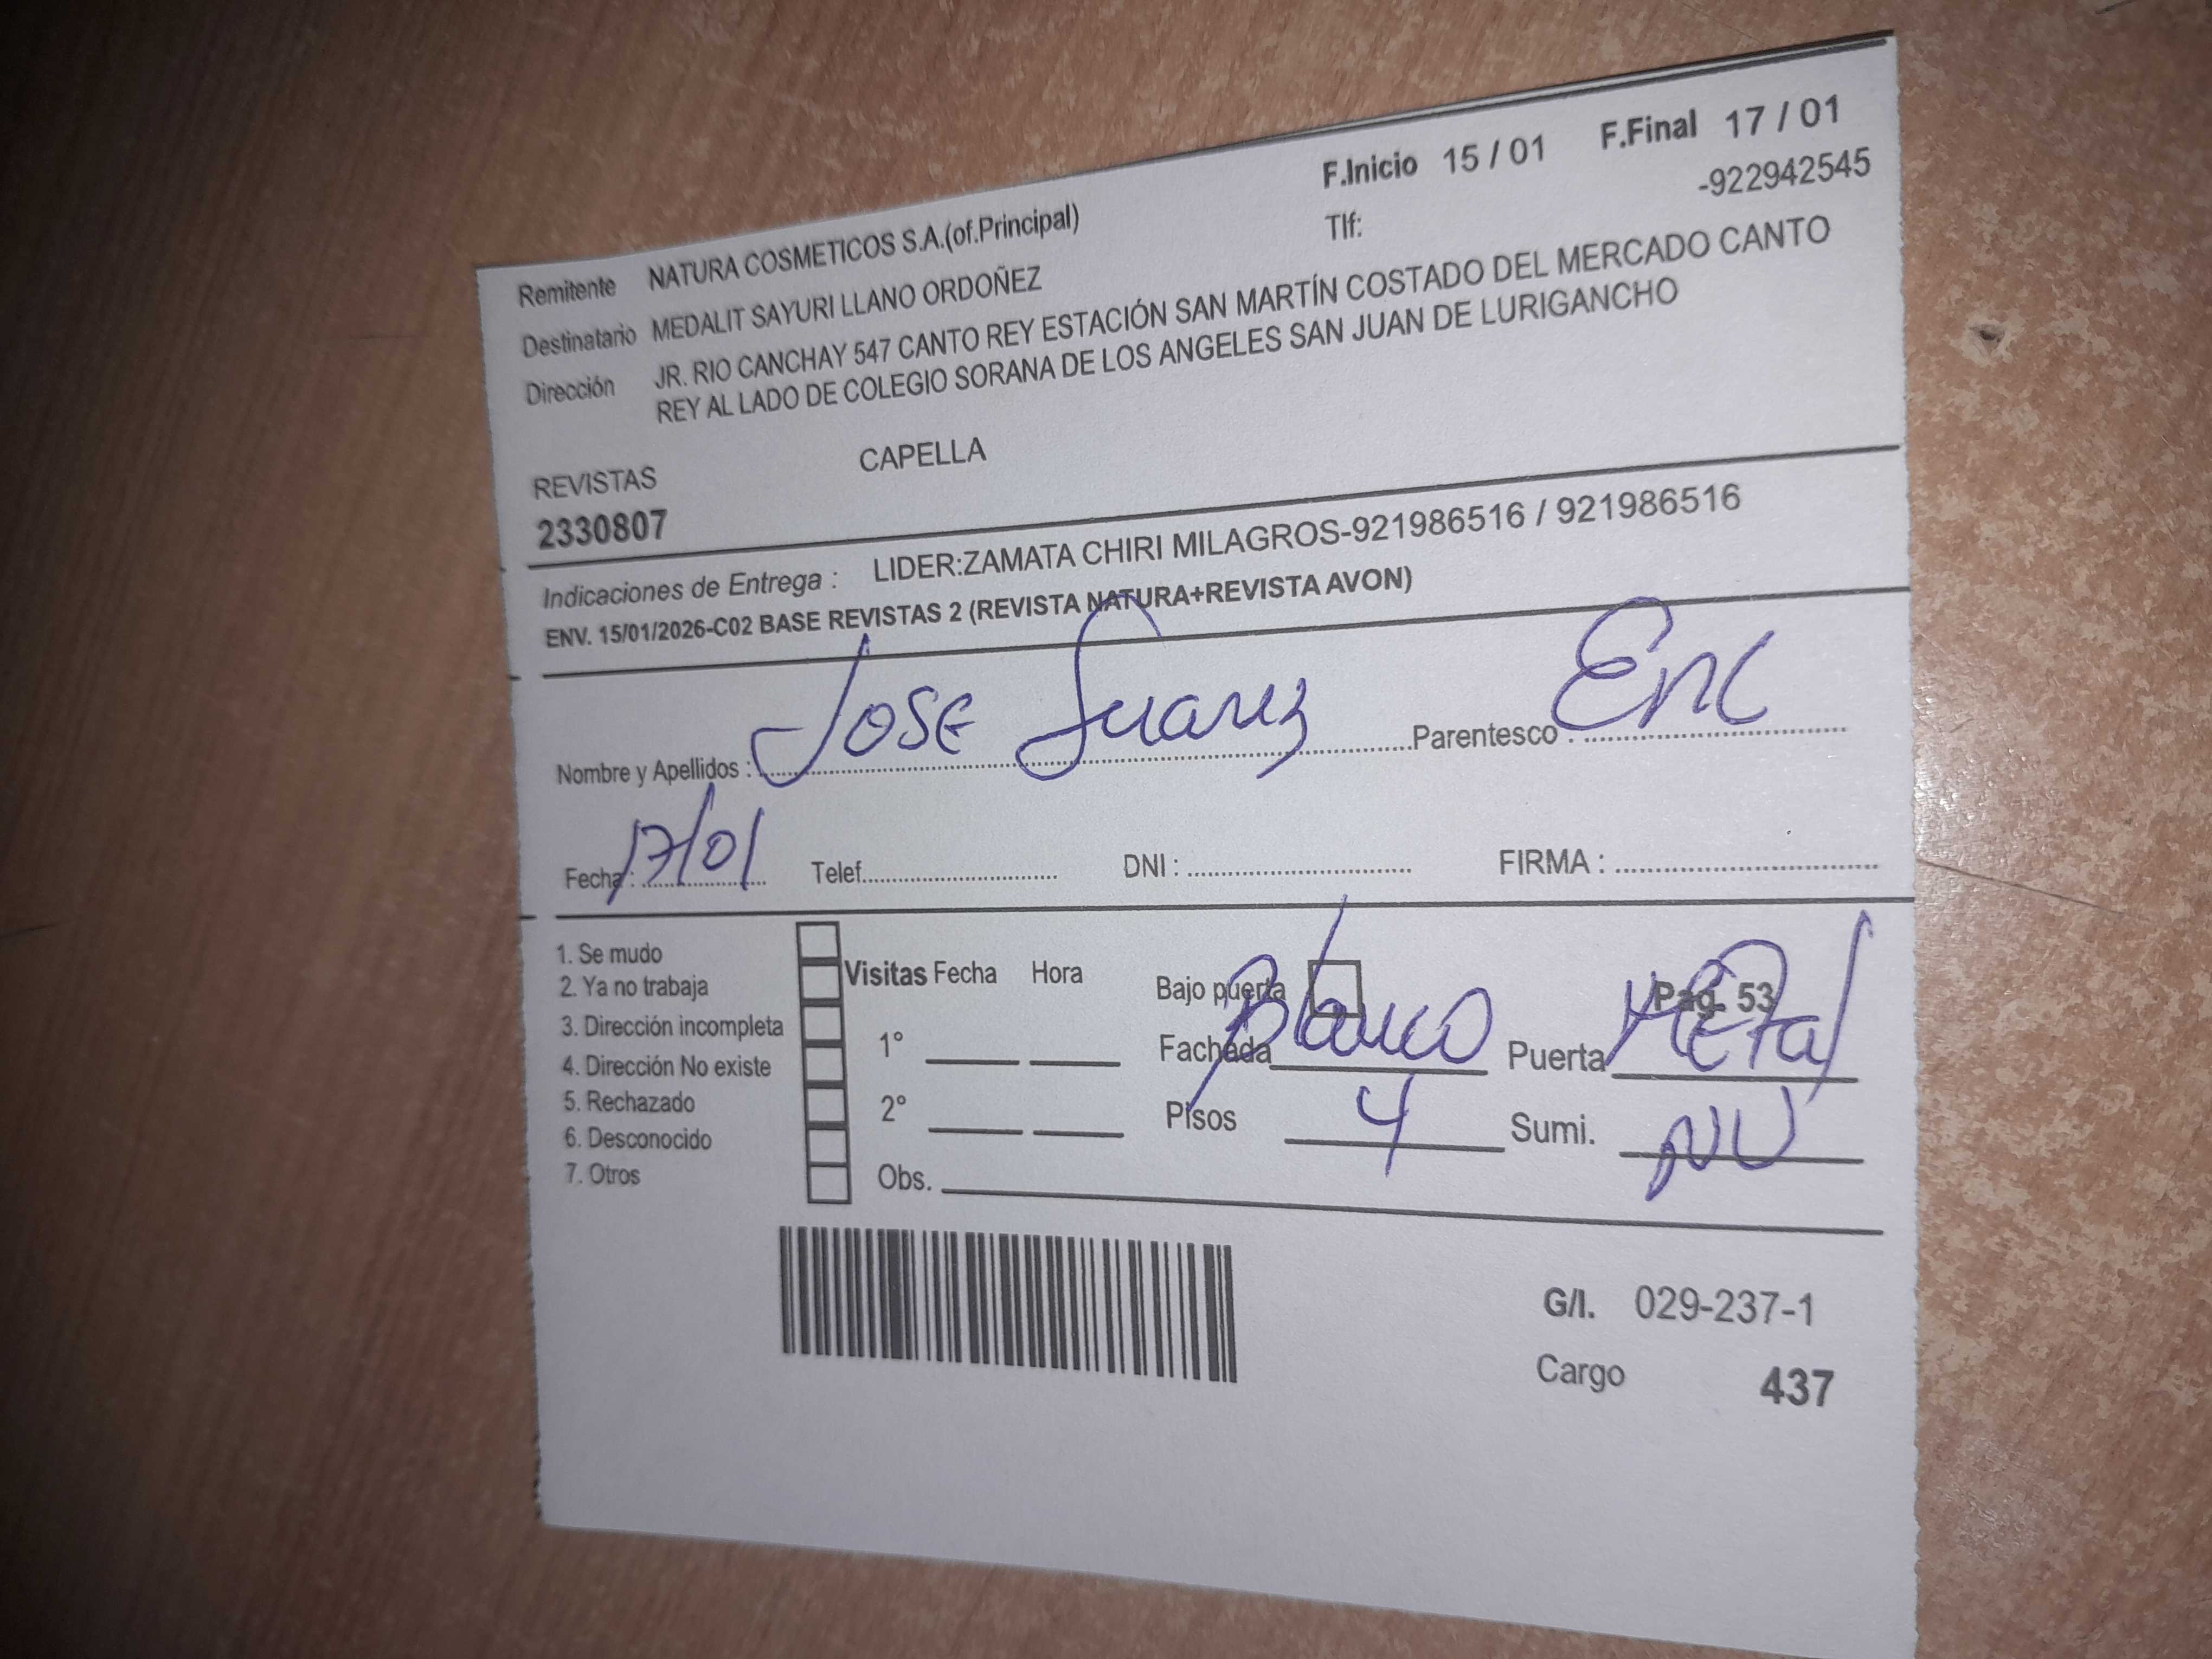 F.Inicio 15 / 01 F.Final 17 / 01
Remitente NATURA COSMETICOS S.A.(of.Principal) Tlf: -922942545
Destinatario MEDALIT SAYURI LLANO ORDOÑEZ
Dirección JR. RIO CANCHAY 547 CANTO REY ESTACIÓN SAN MARTÍN COSTADO DEL MERCADO CANTO
REY AL LADO DE COLEGIO SORANA DE LOS ANGELES SAN JUAN DE LURIGANCHO
REVISTAS CAPELLA
2330807
Indicaciones de Entrega : LIDER:ZAMATA CHIRI MILAGROS-921986516 / 921986516
ENV. 15/01/2026-C02 BASE REVISTAS 2 (REVISTA NATURA+REVISTA AVON)
Nombre y Apellidos : JOSE Suarez Parentesco : Enc
Fecha : 17/01 Telef. DNI : FIRMA :
1. Se mudo
2. Ya no trabaja
3. Dirección incompleta
4. Dirección No existe
5. Rechazado
6. Desconocido
7. Otros
Visitas Fecha Hora
1°
2°
Obs.
Bajo puerta Pag. 53
Fachada Blanco Puerta Metal
Pisos 4 Sumi. NV
G/I. 029-237-1
Cargo 437